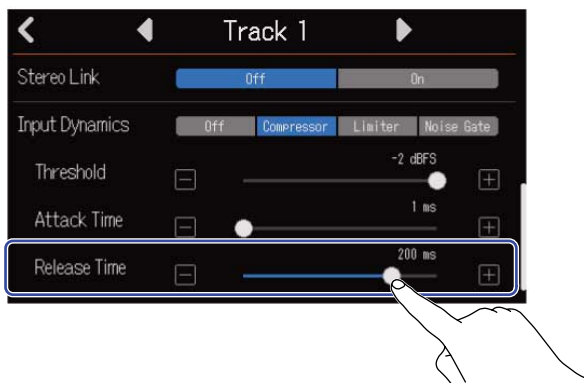 Track 1
Stereo Link Off On
Input Dynamics Off Compressor Limiter Noise Gate
Threshold -2 dBFS
Attack Time 1 ms
Release Time 200 ms